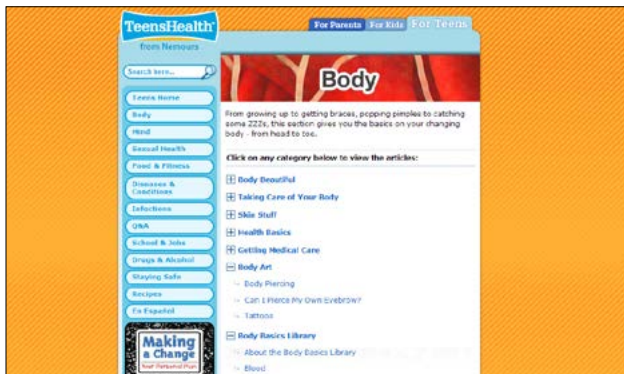 TeensHealth
from Nemours
For Parents
For Kids
For Teens
Search here...
Teens Home
Body
Mind
Sexual Health
Food & Fitness
Diseases &
Conditions
Infections
Q&A
School & Jobs
Drugs & Alcohol
Staying Safe
Recipes
En Español
Making
a Change
Your Personal Plan
Body
From growing up to getting braces, popping pimples to catching
some ZZZs, this section gives you the basics on your changing
body - from head to toe.
Click on any category below to view the articles:
Body Beautiful
Taking Care of Your Body
Skin Stuff
Health Basics
Getting Medical Care
Body Art
Body Piercing
Can I Pierce My Own Eyebrow?
Tattoos
Body Basics Library
About the Body Basics Library
Blood